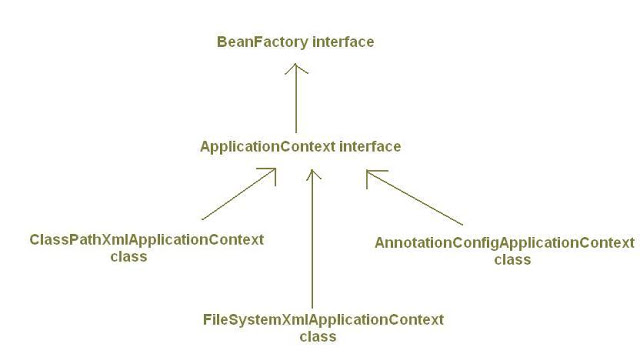 BeanFactory interface
ApplicationContext interface
ClassPathXmlApplicationContext
class
AnnotationConfigApplicationContext
class
FileSystemXmlApplicationContext
class